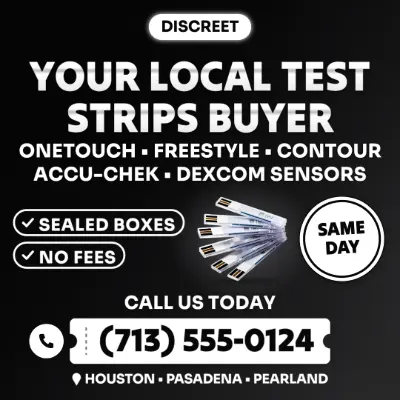 DISCREET
YOUR LOCAL TEST
STRIPS BUYER
ONETOUCH ▪ FREESTYLE ▪ CONTOUR
ACCU-CHEK ▪ DEXCOM SENSORS
SEALED BOXES
NO FEES
SAME
DAY
CALL US TODAY
(713) 555-0124
HOUSTON ▪ PASADENA ▪ PEARLAND